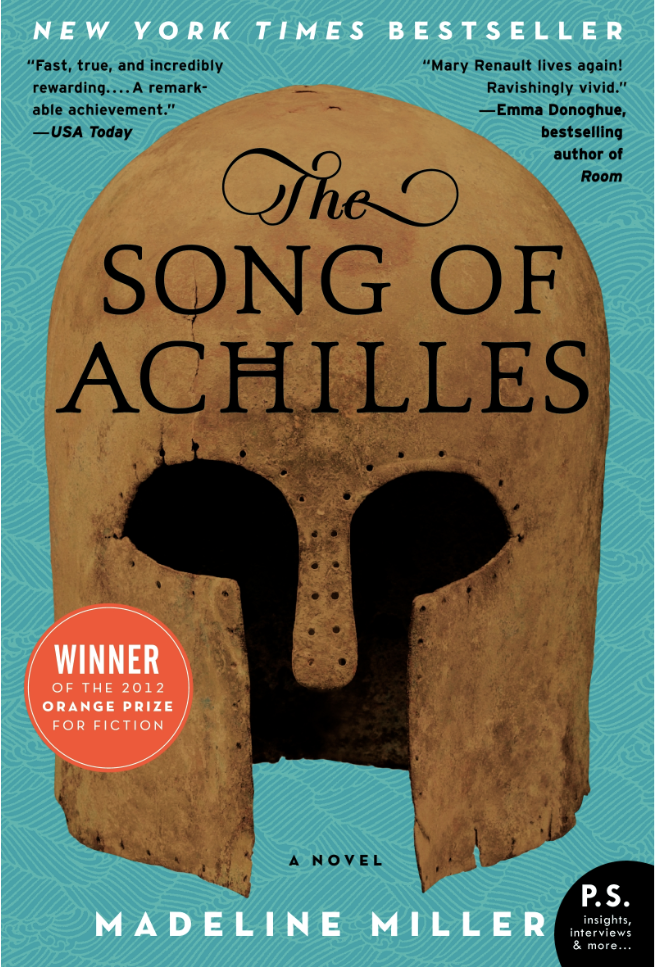 NEW YORK TIMES BESTSELLER
“Fast, true, and incredibly
rewarding.... A remark-
able achievement.”
—USA Today
“Mary Renault lives again!
Ravishingly vivid.”
—Emma Donoghue,
bestselling
author of
Room
The
SONG OF
ACHILLES
WINNER
OF THE 2012
ORANGE PRIZE
FOR FICTION
A NOVEL
MADELINE MILLER
P.S.
insights,
interviews
& more...